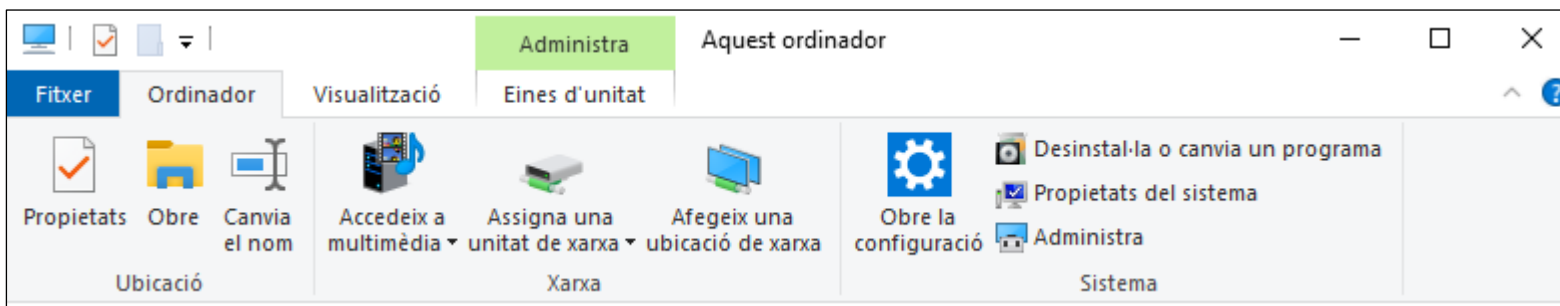 Administra
Aquest ordinador
Fitxer
Ordinador
Visualització
Eines d'unitat
?
Propietats
Obre
Canvia
el nom
Accedeix a
multimèdia
Assigna una
unitat de xarxa
Afegeix una
ubicació de xarxa
Obre la
configuració
Desinstal·la o canvia un programa
Propietats del sistema
Administra
Ubicació
Xarxa
Sistema